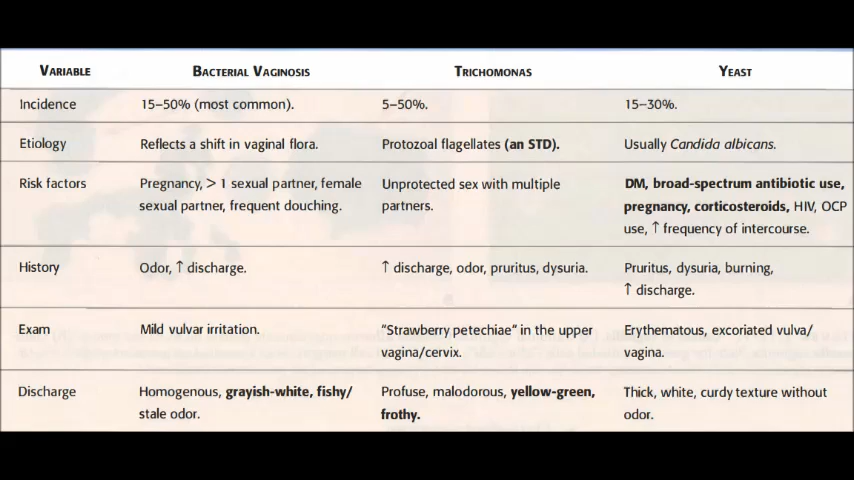 VARIABLE BACTERIAL VAGINOSIS TRICHOMONAS YEAST
Incidence 15–50% (most common). 5–50%. 15–30%.
Etiology Reflects a shift in vaginal flora. Protozoal flagellates (an STD). Usually Candida albicans.
Risk factors Pregnancy, > 1 sexual partner, female Unprotected sex with multiple DM, broad-spectrum antibiotic use,
sexual partner, frequent douching. partners. pregnancy, corticosteroids, HIV, OCP
use, ↑ frequency of intercourse.
History Odor, ↑ discharge. ↑ discharge, odor, pruritus, dysuria. Pruritus, dysuria, burning,
↑ discharge.
Exam Mild vulvar irritation. "Strawberry petechiae" in the upper Erythematous, excoriated vulva/
vagina/cervix. vagina.
Discharge Homogenous, grayish-white, fishy/ Profuse, malodorous, yellow-green, Thick, white, curdy texture without
stale odor. frothy. odor.